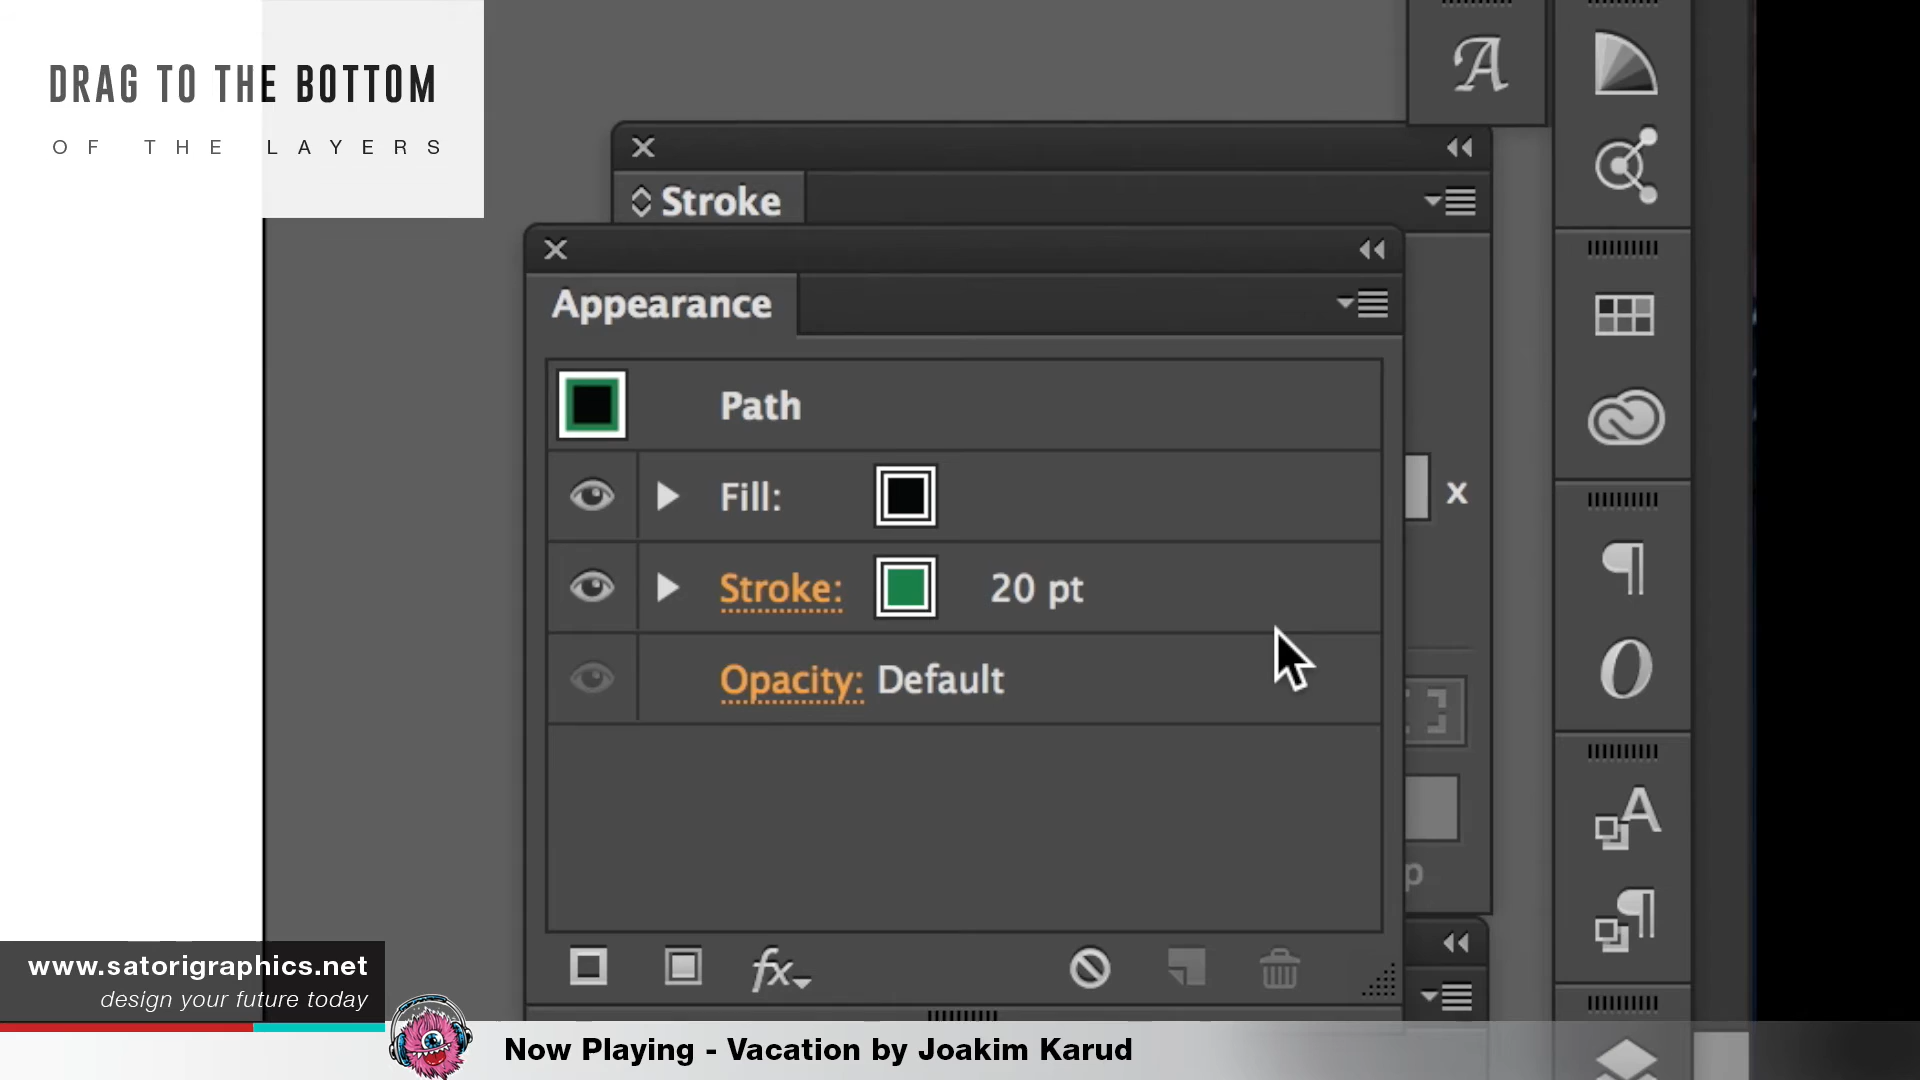 DRAG TO THE BOTTOM
OF THE LAYERS
Stroke
Appearance
Path
Fill:
x
Stroke: 20 pt
Opacity: Default
p
fx
www.satorigraphics.net
design your future today
Now Playing - Vacation by Joakim Karud